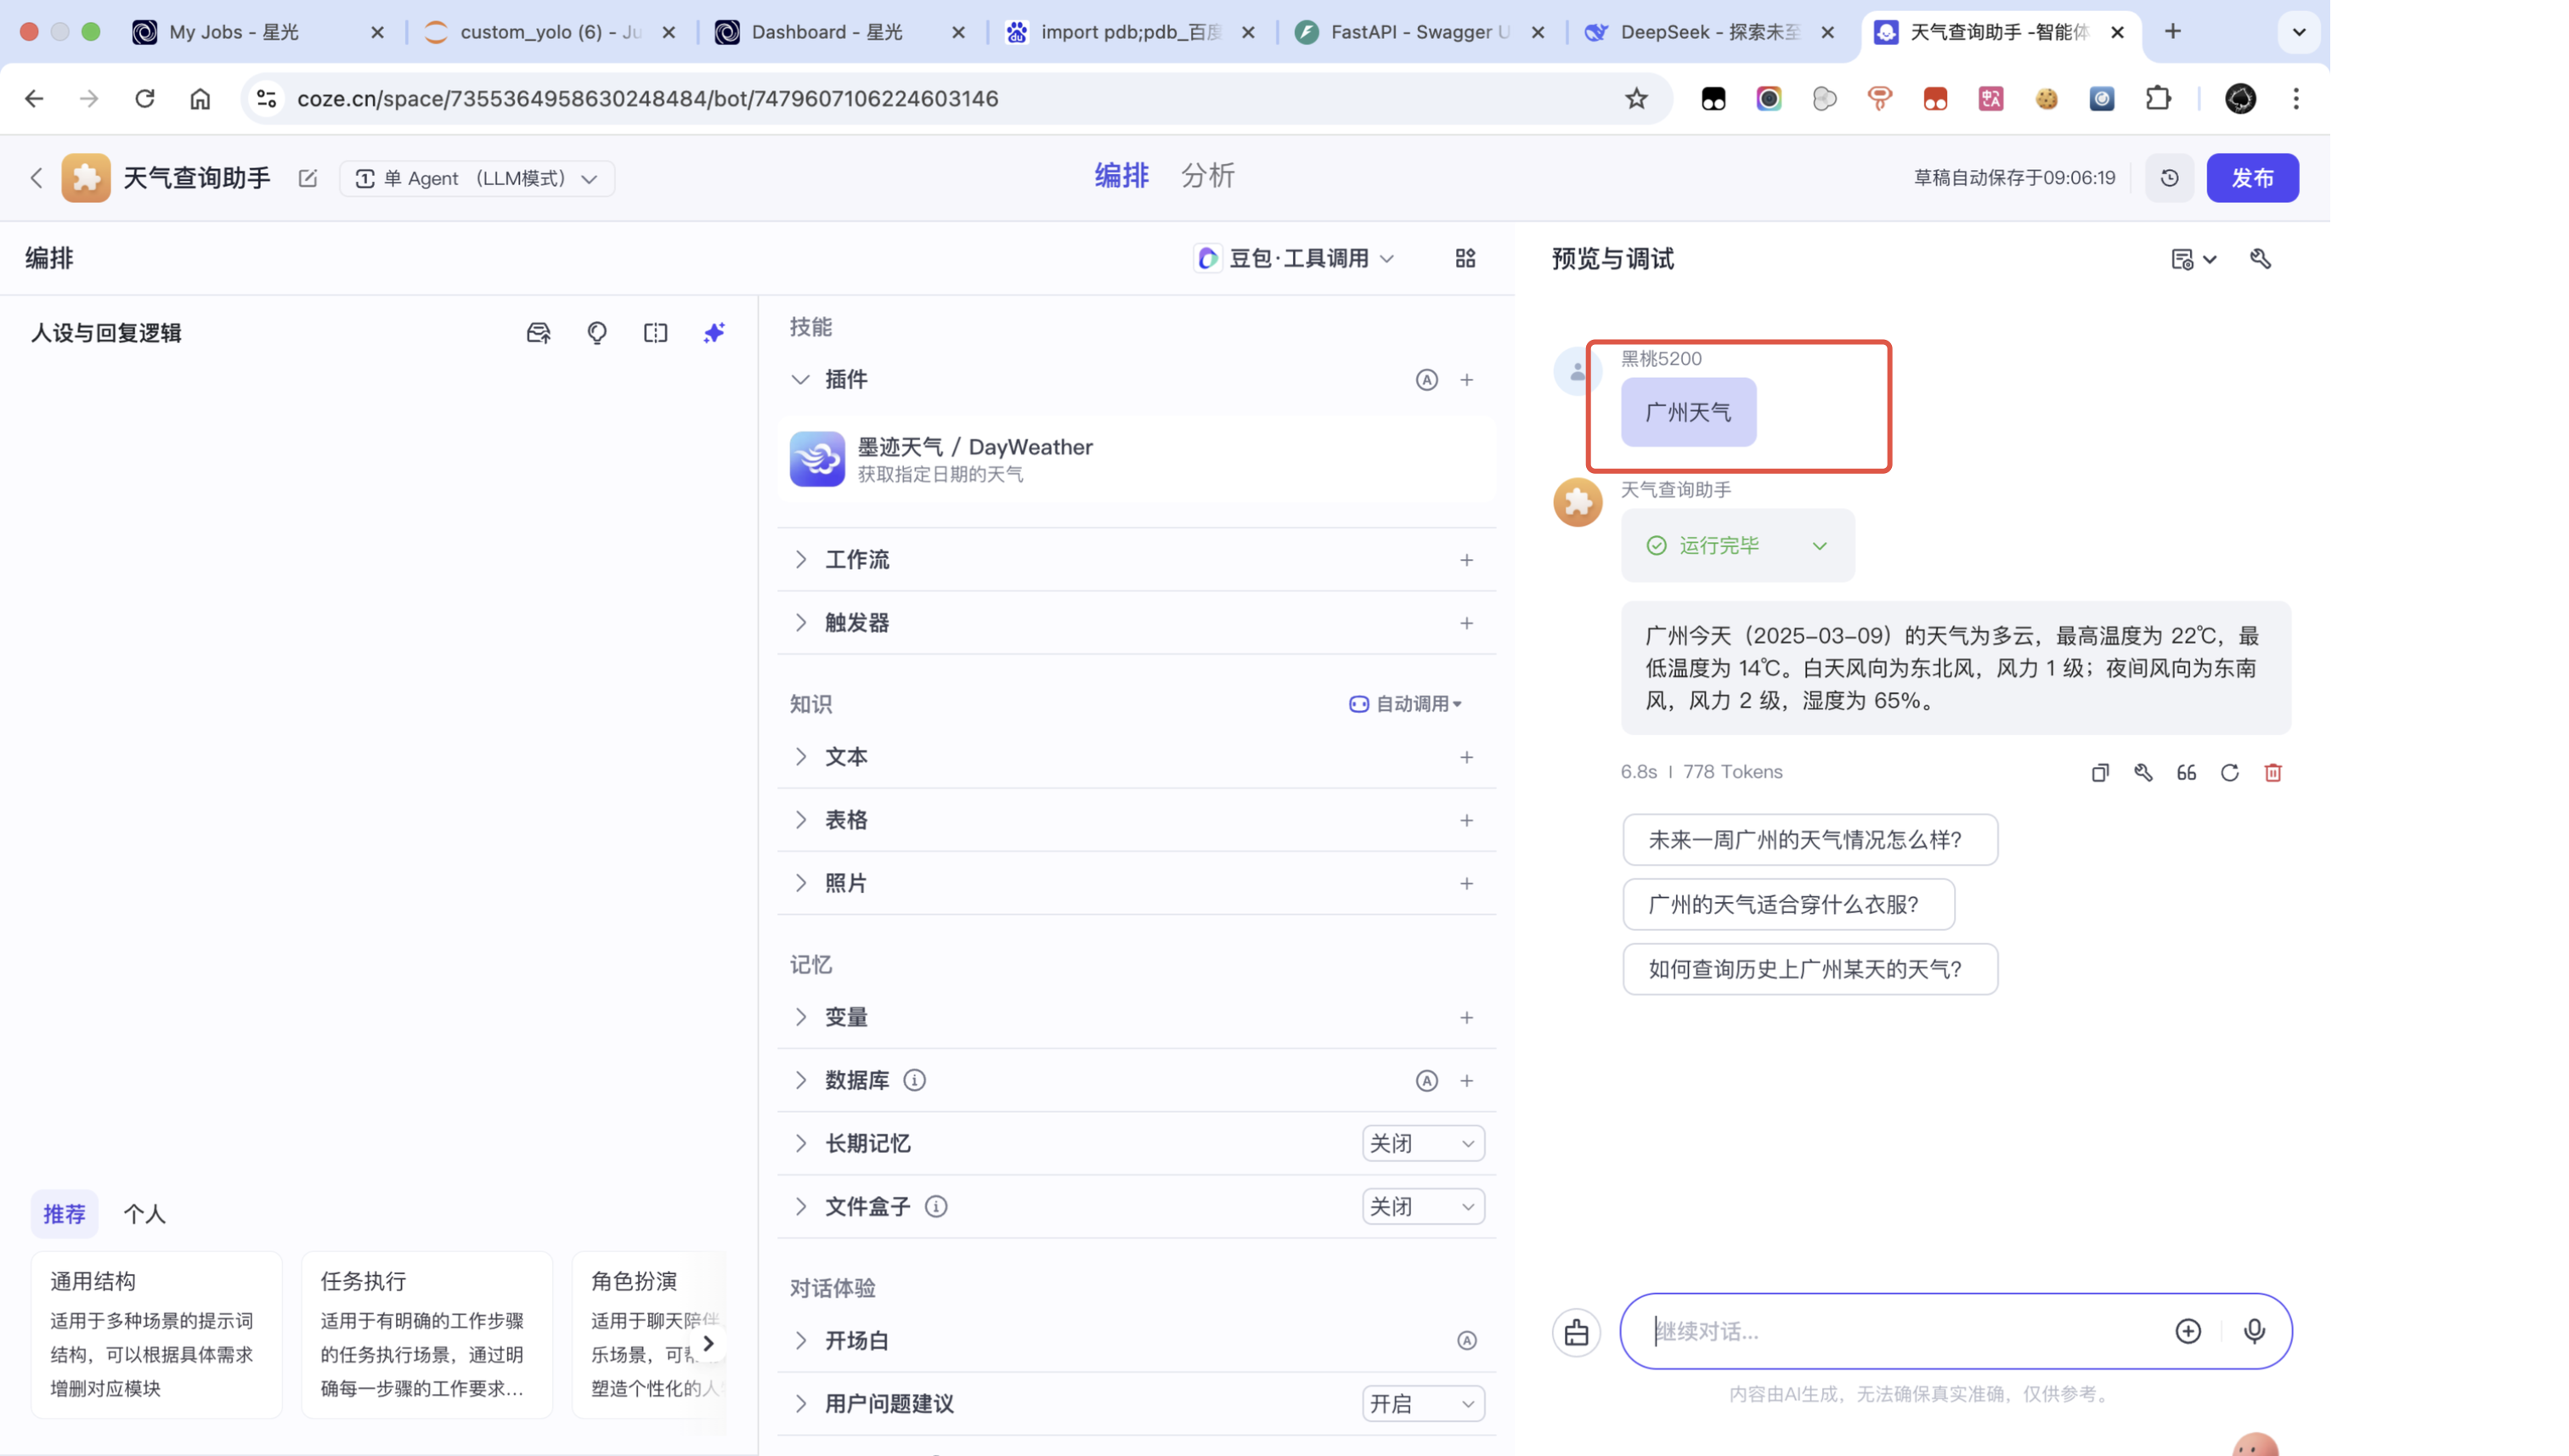 My Jobs - 星光
custom_yolo (6) - Ju
Dashboard - 星光
import pdb;pdb_百度
FastAPI - Swagger U
DeepSeek - 探索未至
天气查询助手 -智能体
coze.cn/space/7355364958630248484/bot/7479607106224603146
天气查询助手
单 Agent （LLM模式）
编排
分析
草稿自动保存于09:06:19
发布
编排
豆包·工具调用
预览与调试
人设与回复逻辑
推荐
个人
通用结构
适用于多种场景的提示词
结构，可以根据具体需求
增删对应模块
任务执行
适用于有明确的工作步骤
的任务执行场景，通过明
确每一步骤的工作要求...
角色扮演
适用于聊天陪伴
乐场景，可
塑造个性化的人
技能
插件
墨迹天气 / DayWeather
获取指定日期的天气
工作流
触发器
知识
自动调用
文本
表格
照片
记忆
变量
数据库
长期记忆
关闭
文件盒子
关闭
对话体验
开场白
用户问题建议
开启
黑桃5200
广州天气
天气查询助手
运行完毕
广州今天（2025-03-09）的天气为多云，最高温度为 22℃，最
低温度为 14℃。白天风向为东北风，风力 1 级；夜间风向为东南
风，风力 2 级，湿度为 65%。
6.8s | 778 Tokens
未来一周广州的天气情况怎么样?
广州的天气适合穿什么衣服?
如何查询历史上广州某天的天气?
继续对话...
内容由AI生成，无法确保真实准确，仅供参考。